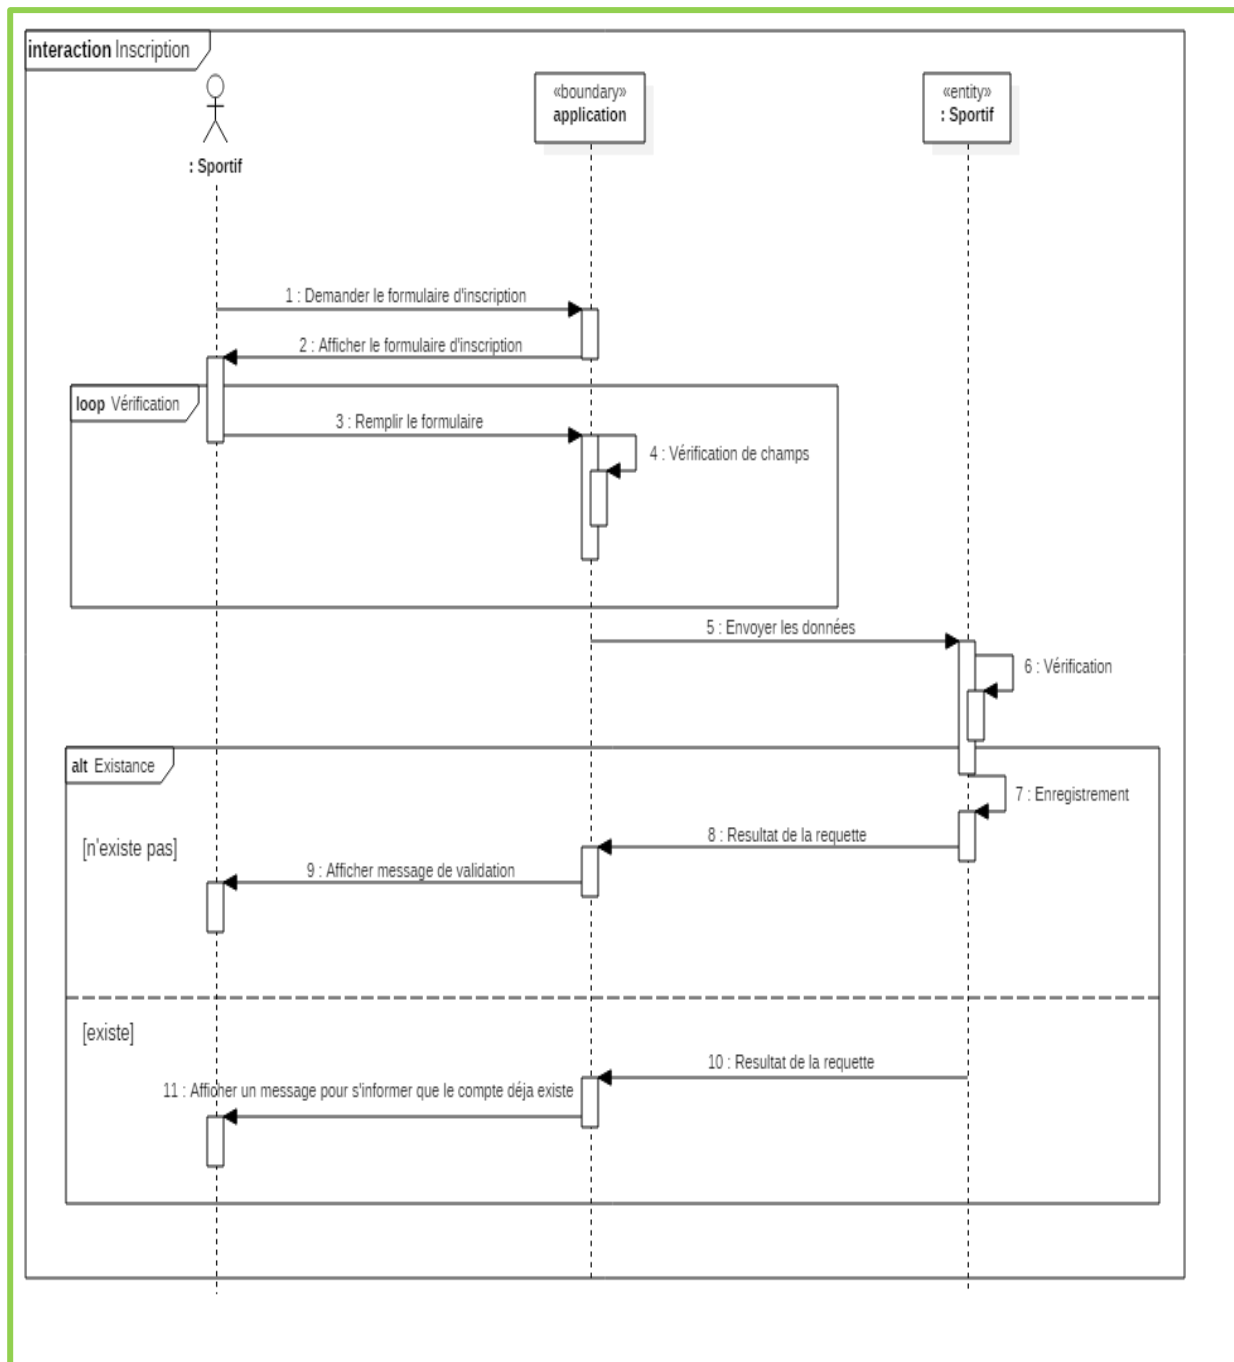 interaction Inscription
«boundary»
application
«entity»
: Sportif
: Sportif
1 : Demander le formulaire d'inscription
2 : Afficher le formulaire d'inscription
loop Vérification
3 : Remplir le formulaire
4 : Vérification de champs
5 : Envoyer les données
6 : Vérification
alt Existance
7 : Enregistrement
[n'existe pas]
8 : Resultat de la requette
9 : Afficher message de validation
[existe]
10 : Resultat de la requette
11 : Afficher un message pour s'informer que le compte déja existe